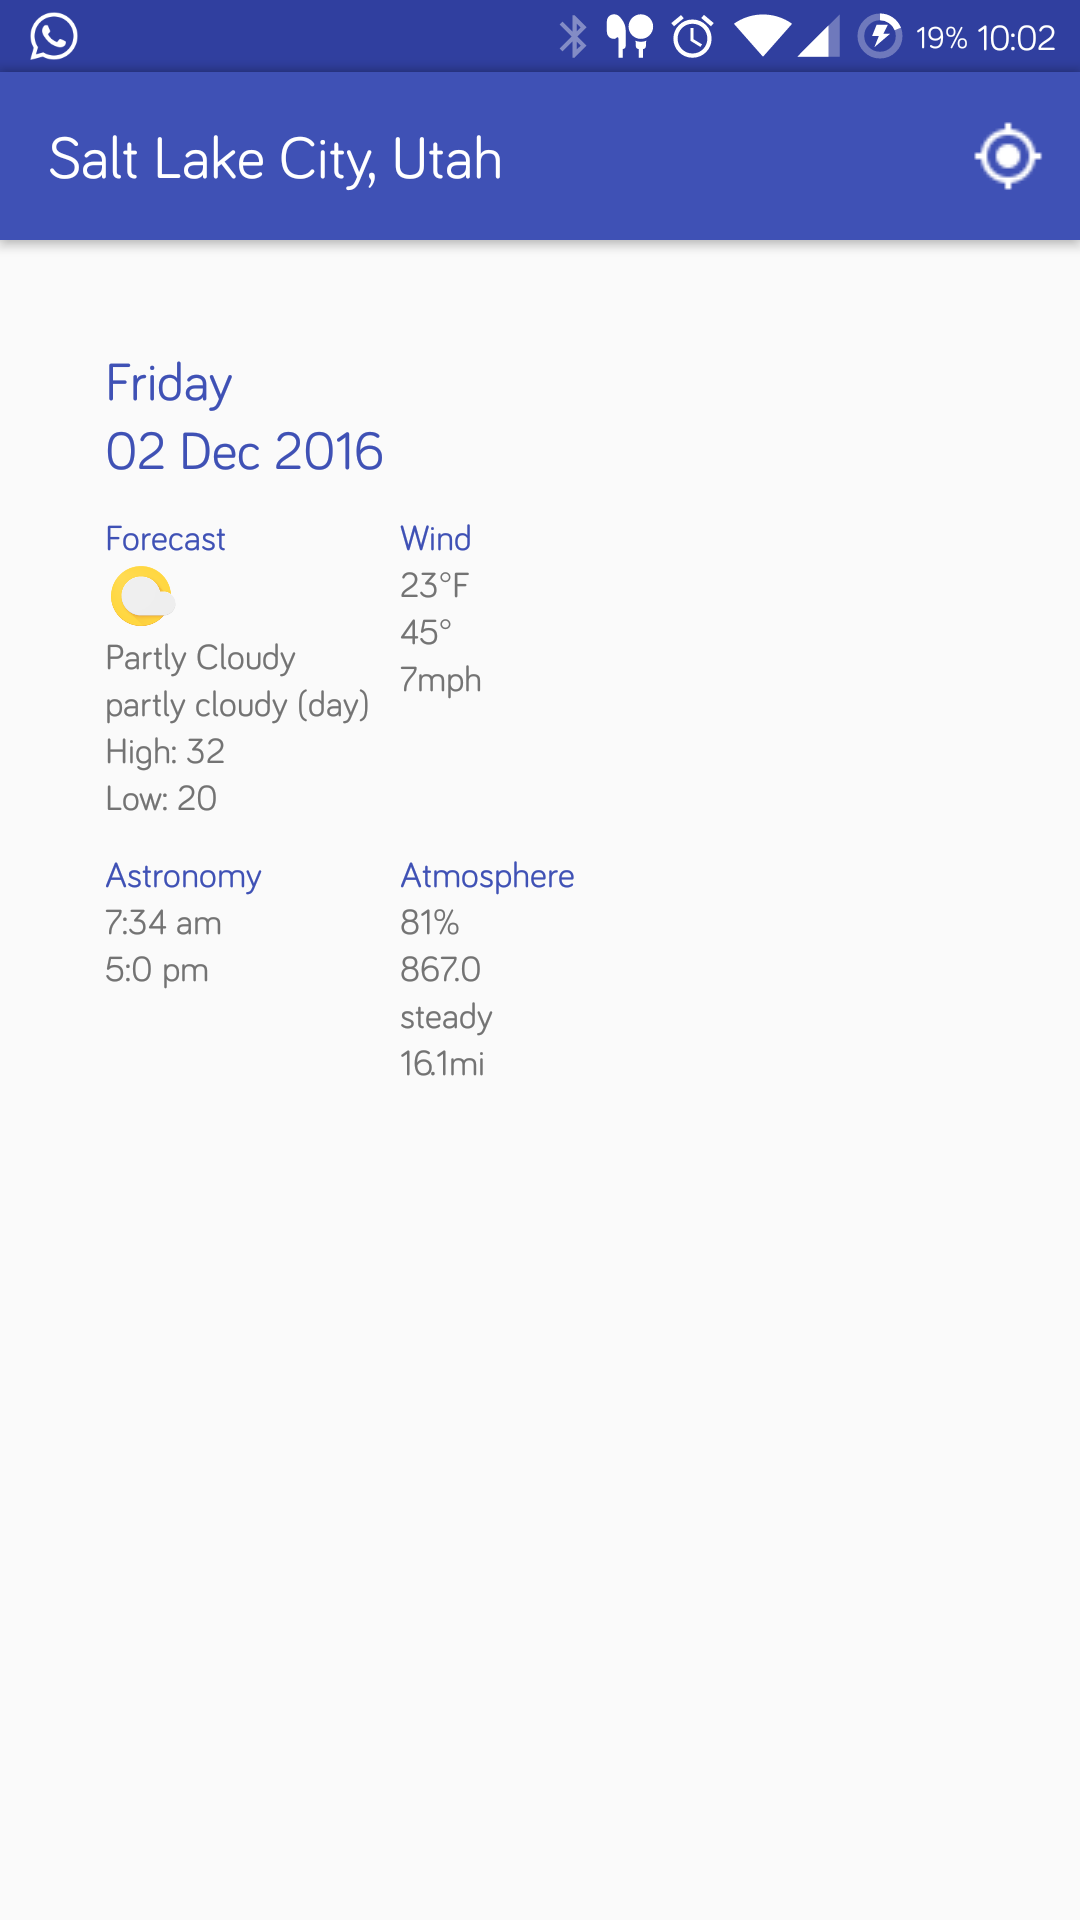 19% 10:02
Salt Lake City, Utah
Friday
02 Dec 2016
Forecast
Partly Cloudy
partly cloudy (day)
High: 32
Low: 20
Wind
23°F
45°
7mph
Astronomy
7:34 am
5:0 pm
Atmosphere
81%
867.0
steady
16.1mi